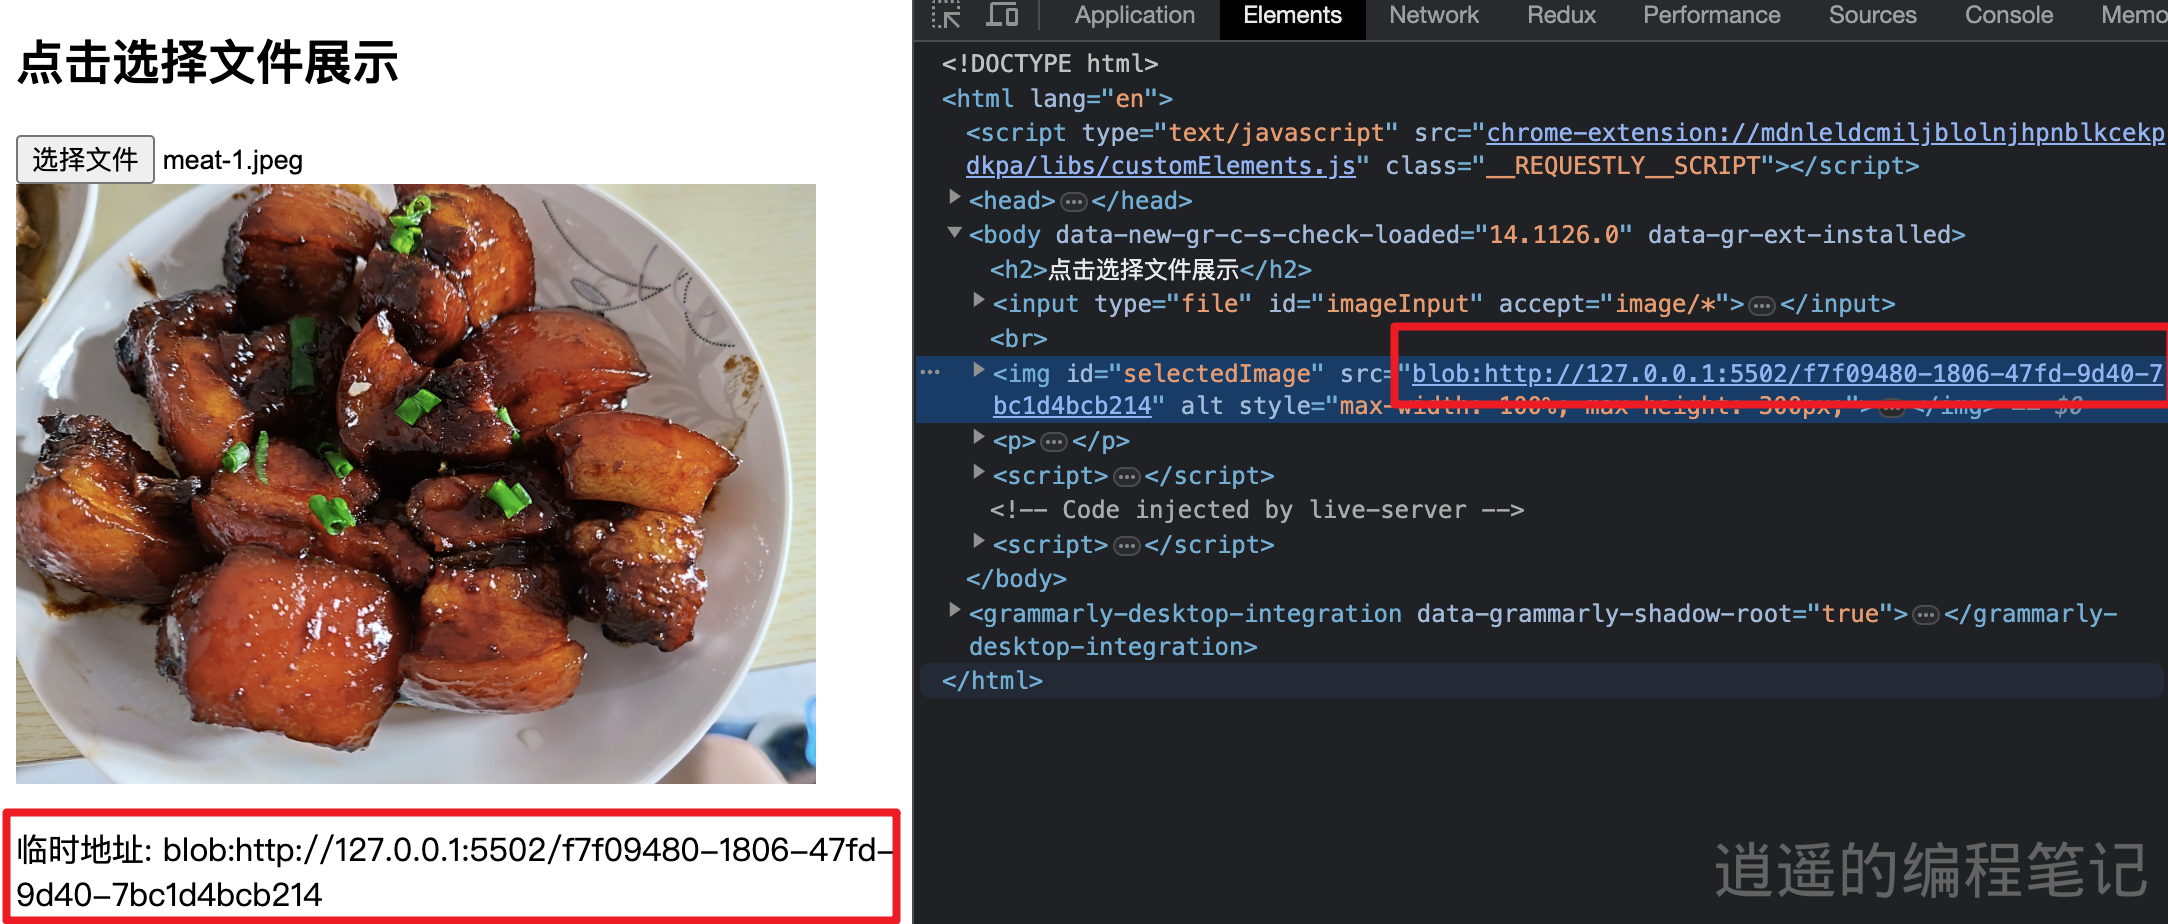 点击选择文件展示
选择文件 meat-1.jpeg
临时地址: blob:http://127.0.0.1:5502/f7f09480-1806-47fd-
9d40-7bc1d4bcb214
Application Elements Network Redux Performance Sources Console Memo
<!DOCTYPE html>
<html lang="en">
<script type="text/javascript" src="chrome-extension://mdnleldcmiljblolnjhpnblkcekp
dkpa/libs/customElements.js" class="__REQUESTLY__SCRIPT"></script>
<head>…</head>
<body data-new-gr-c-s-check-loaded="14.1126.0" data-gr-ext-installed>
<h2>点击选择文件展示</h2>
<input type="file" id="imageInput" accept="image/*">…</input>
<br>
<img id="selectedImage" src="blob:http://127.0.0.1:5502/f7f09480-1806-47fd-9d40-7
bc1d4bcb214" alt style="max-width: 100%; max-height: 300px;">…</img> == $0
<p>…</p>
<script>…</script>
<!-- Code injected by live-server -->
<script>…</script>
</body>
<grammarly-desktop-integration data-grammarly-shadow-root="true">…</grammarly-
desktop-integration>
</html>
逍遥的编程笔记